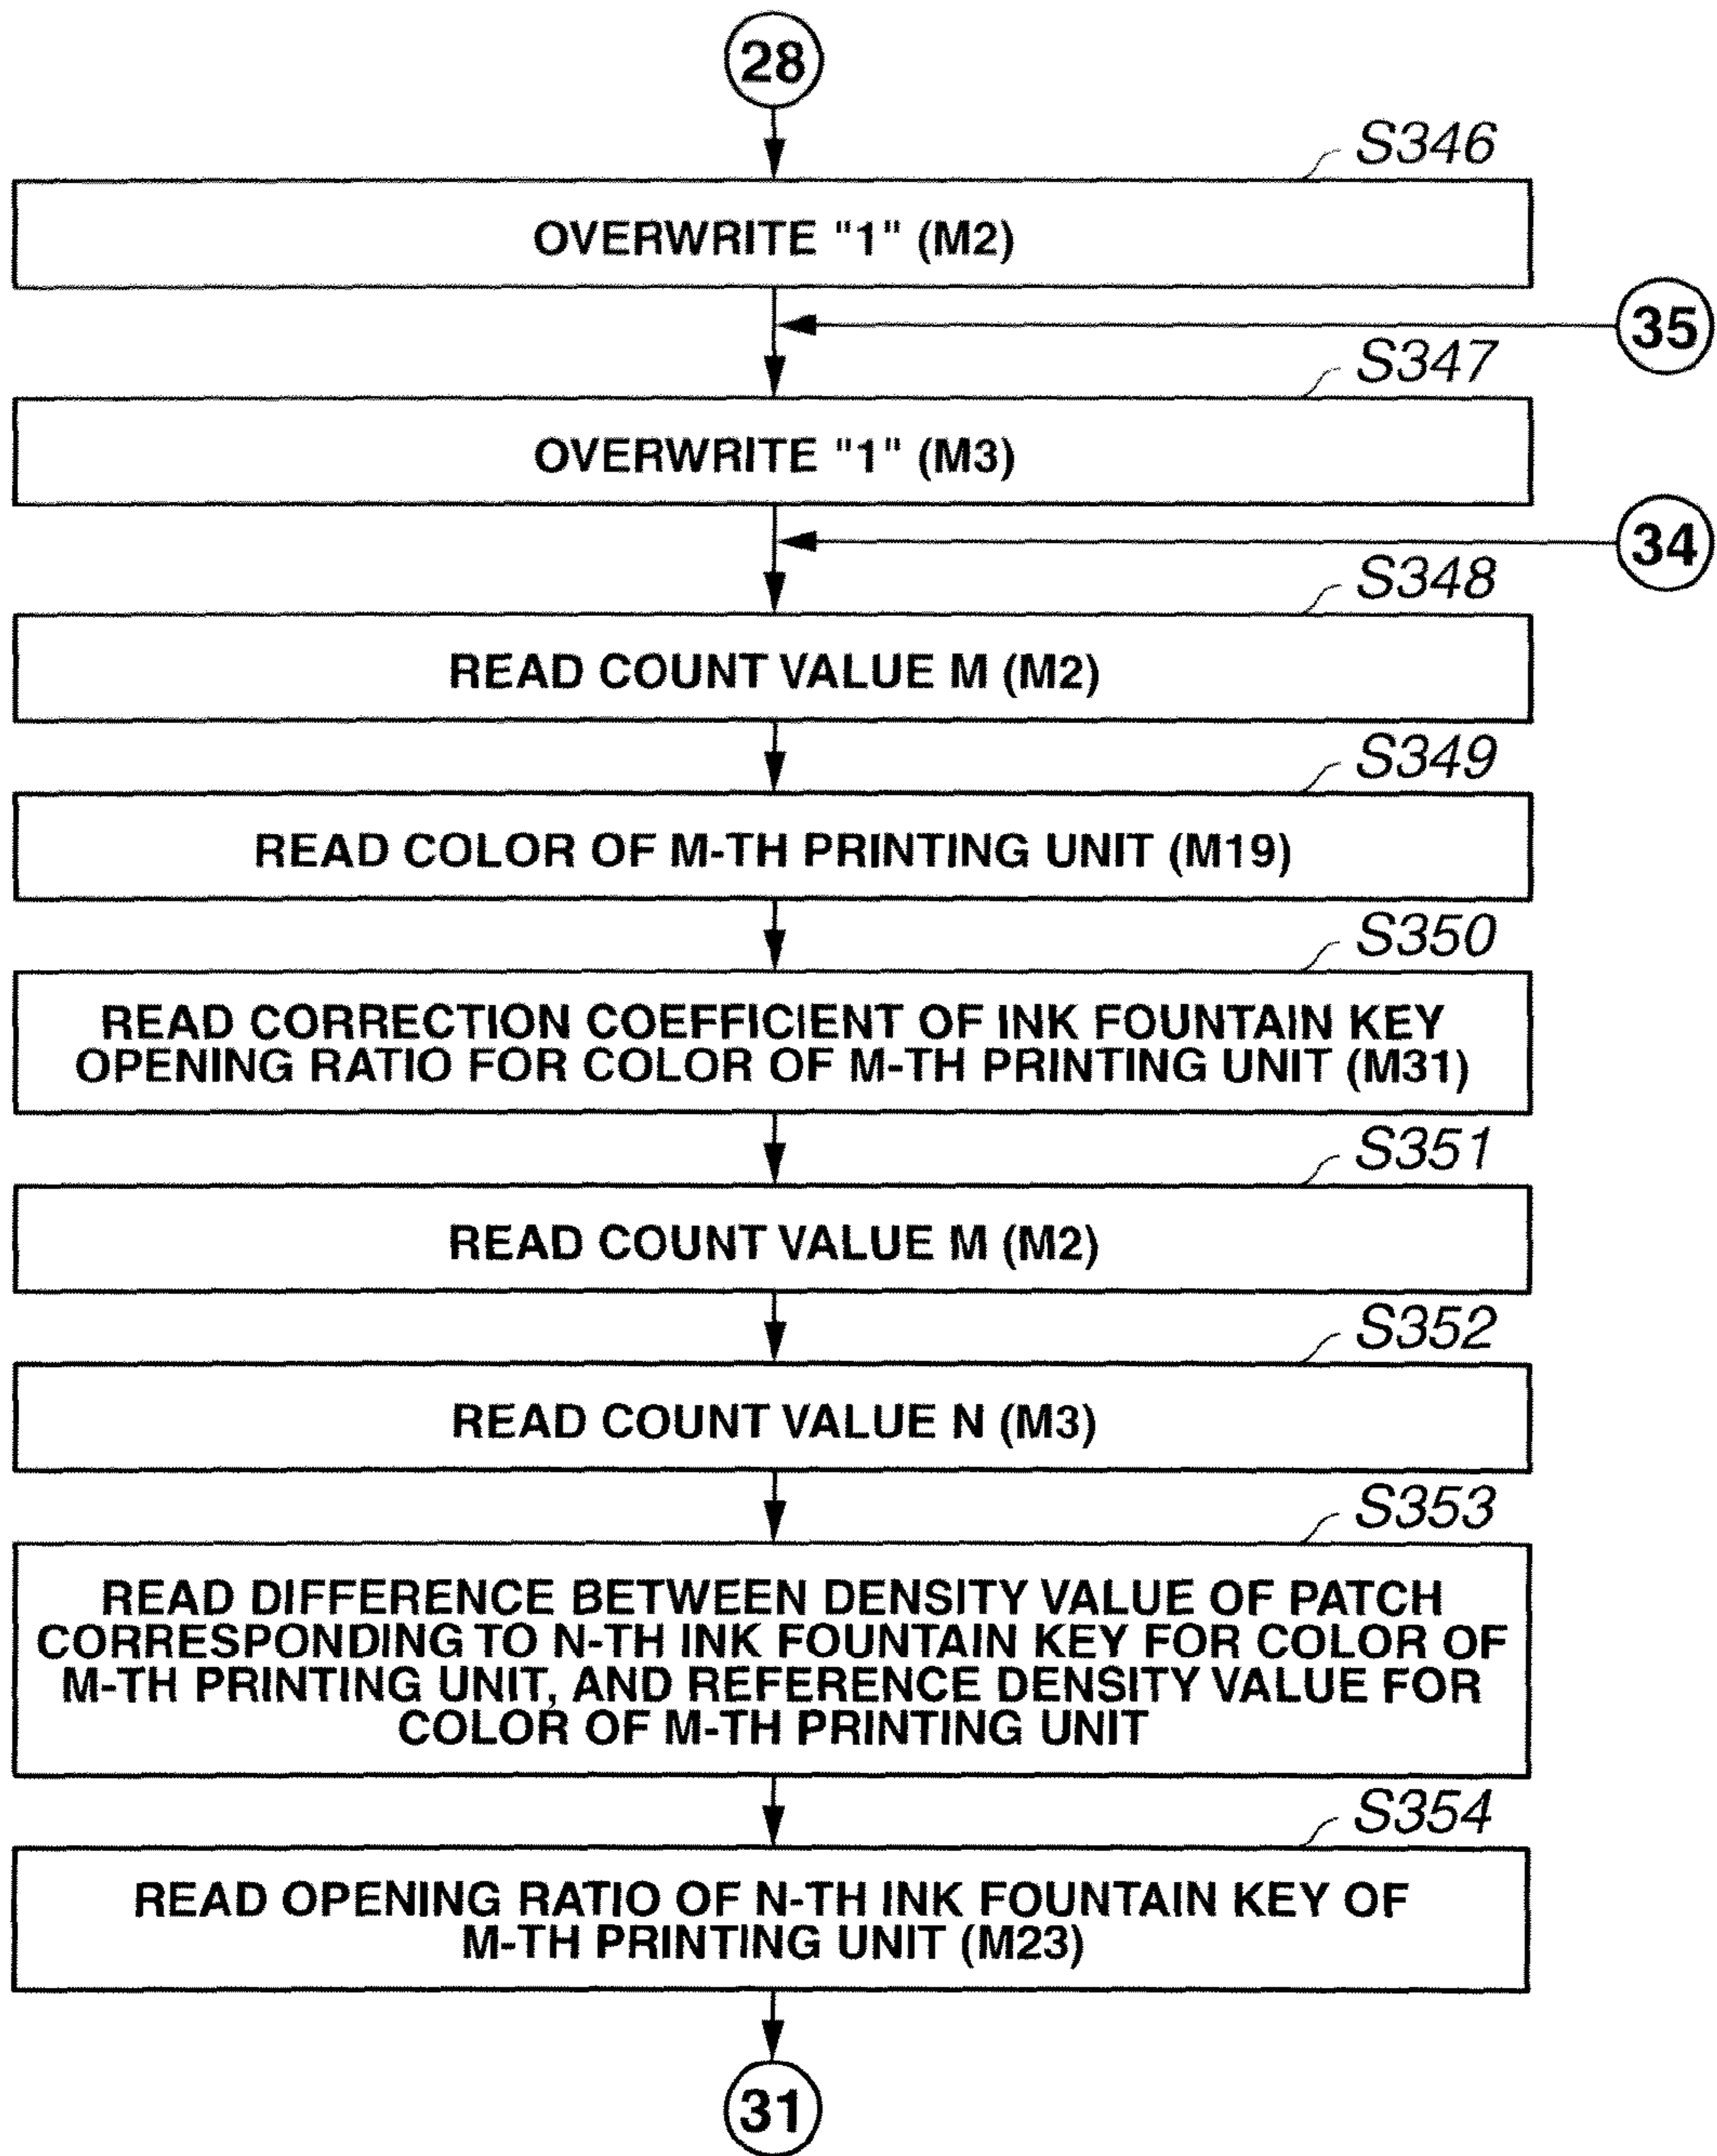 28
S346
OVERWRITE "1" (M2)
35
S347
OVERWRITE "1" (M3)
34
S348
READ COUNT VALUE M (M2)
S349
READ COLOR OF M-TH PRINTING UNIT (M19)
S350
READ CORRECTION COEFFICIENT OF INK FOUNTAIN KEY
OPENING RATIO FOR COLOR OF M-TH PRINTING UNIT (M31)
S351
READ COUNT VALUE M (M2)
S352
READ COUNT VALUE N (M3)
S353
READ DIFFERENCE BETWEEN DENSITY VALUE OF PATCH
CORRESPONDING TO N-TH INK FOUNTAIN KEY FOR COLOR OF
M-TH PRINTING UNIT, AND REFERENCE DENSITY VALUE FOR
COLOR OF M-TH PRINTING UNIT
S354
READ OPENING RATIO OF N-TH INK FOUNTAIN KEY OF
M-TH PRINTING UNIT (M23)
31